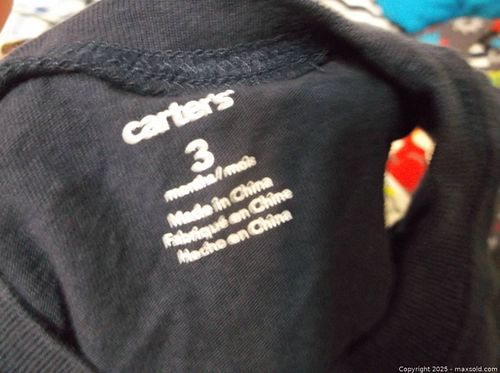 carter's
3
months/mois
Made in China
Fabriqué en Chine
Hecho en China
Copyright 2025 - maxsold.com